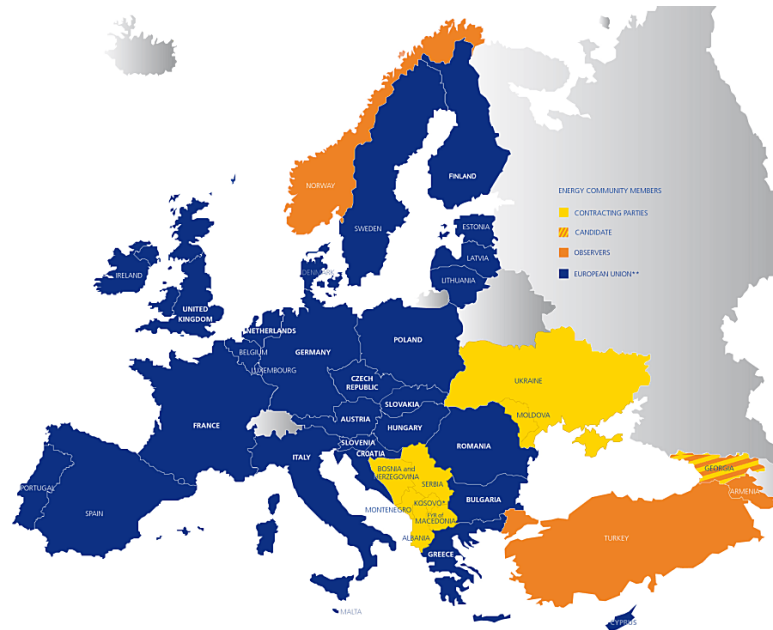 NORWAY
FINLAND
SWEDEN
ENERGY COMMUNITY MEMBERS
CONTRACTING PARTIES
CANDIDATE
OBSERVERS
EUROPEAN UNION**
ESTONIA
LATVIA
LITHUANIA
DENMARK
IRELAND
UNITED
KINGDOM
NETHERLANDS
BELGIUM
LUXEMBOURG
GERMANY
POLAND
CZECH
REPUBLIC
SLOVAKIA
UKRAINE
MOLDOVA
FRANCE
AUSTRIA
HUNGARY
SLOVENIA
CROATIA
ITALY
ROMANIA
BOSNIA and
HERZEGOVINA
SERBIA
KOSOVO*
MONTENEGRO
FYR of
MACEDONIA
ALBANIA
BULGARIA
GREECE
GEORGIA
ARMENIA
TURKEY
PORTUGAL
SPAIN
MALTA
CYPRUS